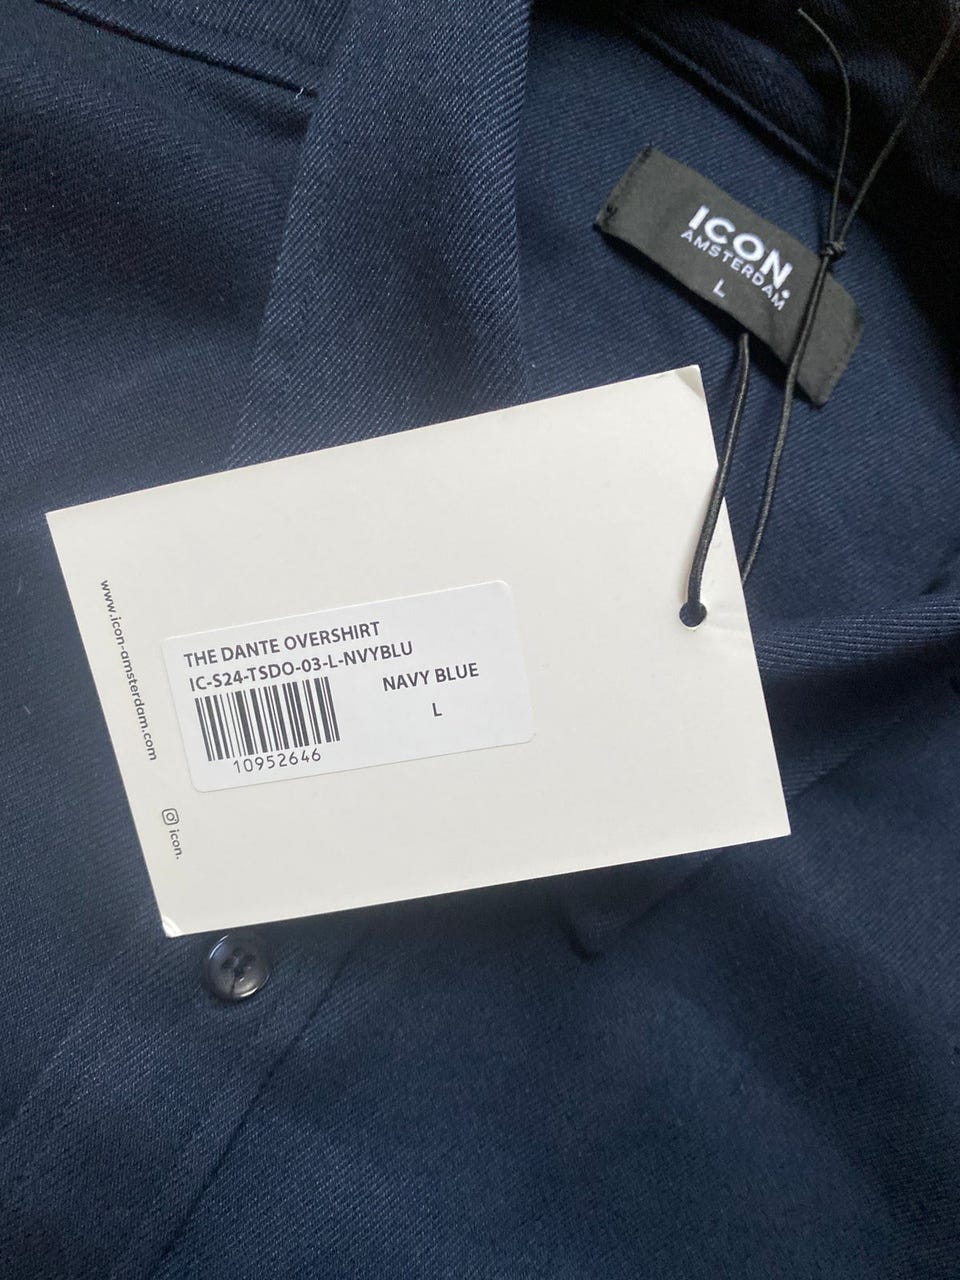 ICON.
AMSTERDAM
L
www.icon-amsterdam.com
icon.
THE DANTE OVERSHIRT
IC-S24-TSDO-03-L-NVYBLU
NAVY BLUE
L
10952646